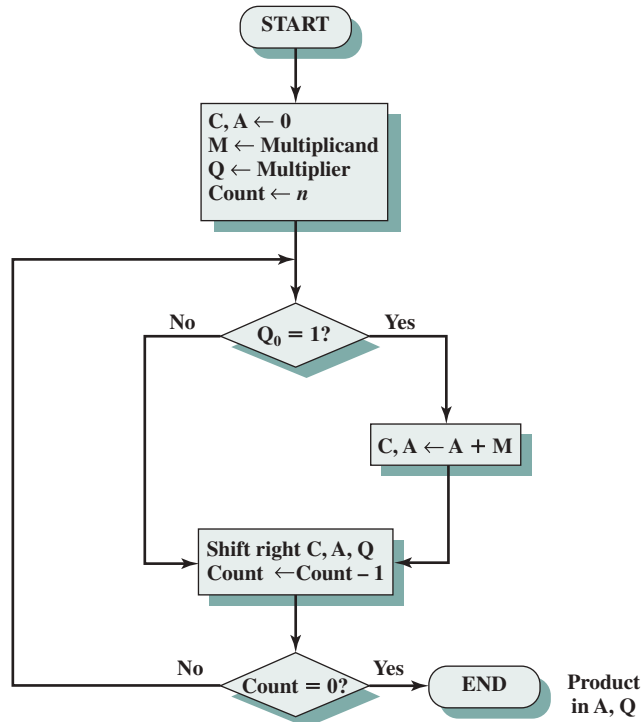 START
C, A ← 0
M ← Multiplicand
Q ← Multiplier
Count ← n
No
Q₀ = 1?
Yes
C, A ← A + M
Shift right C, A, Q
Count ← Count – 1
No
Count = 0?
Yes
END
Product
in A, Q